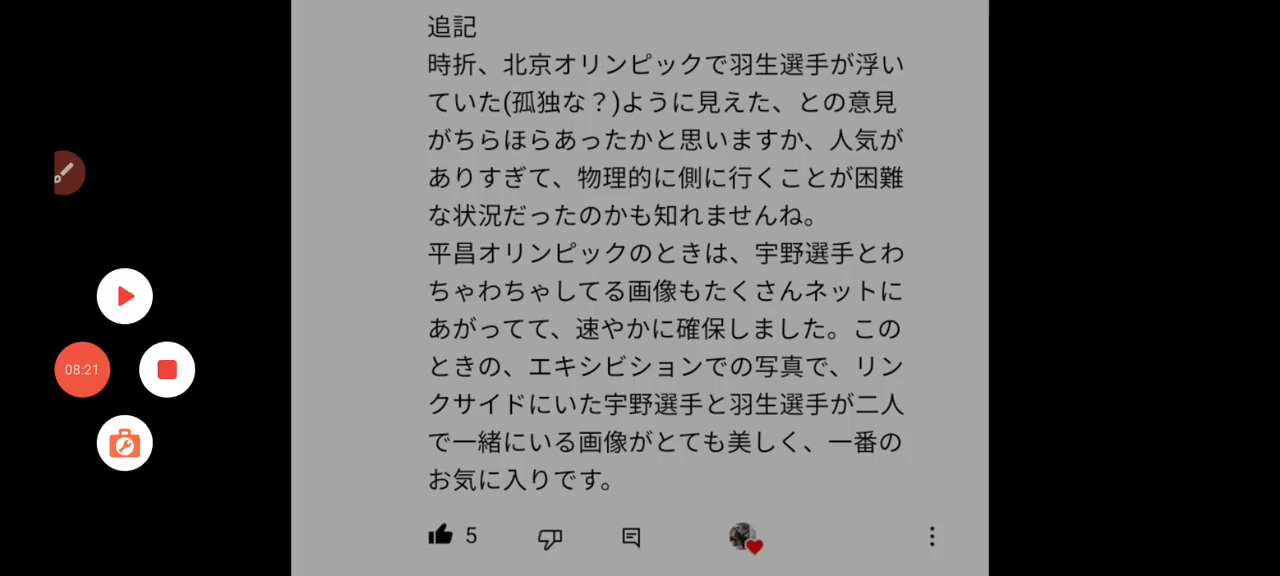 追記
時折、北京オリンピックで羽生選手が浮い
ていた(孤独な？)ように見えた、との意見
がちらほらあったかと思いますか、人気が
ありすぎて、物理的に側に行くことが困難
な状況だったのかも知れませんね。
平昌オリンピックのときは、宇野選手とわ
ちゃわちゃしてる画像もたくさんネットに
あがってて、速やかに確保しました。この
ときの、エキシビションでの写真で、リン
クサイドにいた宇野選手と羽生選手が二人
で一緒にいる画像がとても美しく、一番の
お気に入りです。
5
08:21